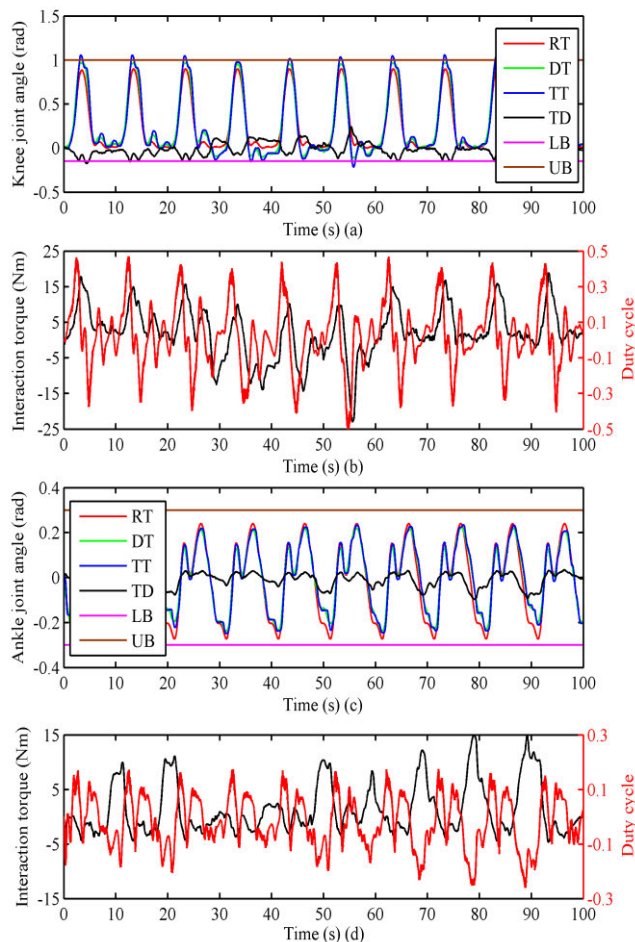 Knee joint angle (rad)
1.5
1
0.5
0
-0.5
RT
DT
TT
TD
LB
UB
0 10 20 30 40 50 60 70 80 90 100
Time (s) (a)
Interaction torque (Nm)
25
15
5
-5
-15
-25
0.5
0.3
0.1
-0.1
-0.3
-0.5
Duty cycle
0 10 20 30 40 50 60 70 80 90 100
Time (s) (b)
Ankle joint angle (rad)
0.4
0.2
0
-0.2
-0.4
RT
DT
TT
TD
LB
UB
0 10 20 30 40 50 60 70 80 90 100
Time (s) (c)
Interaction torque (Nm)
15
5
-5
-15
0.3
0.1
-0.1
-0.3
Duty cycle
0 10 20 30 40 50 60 70 80 90 100
Time (s) (d)